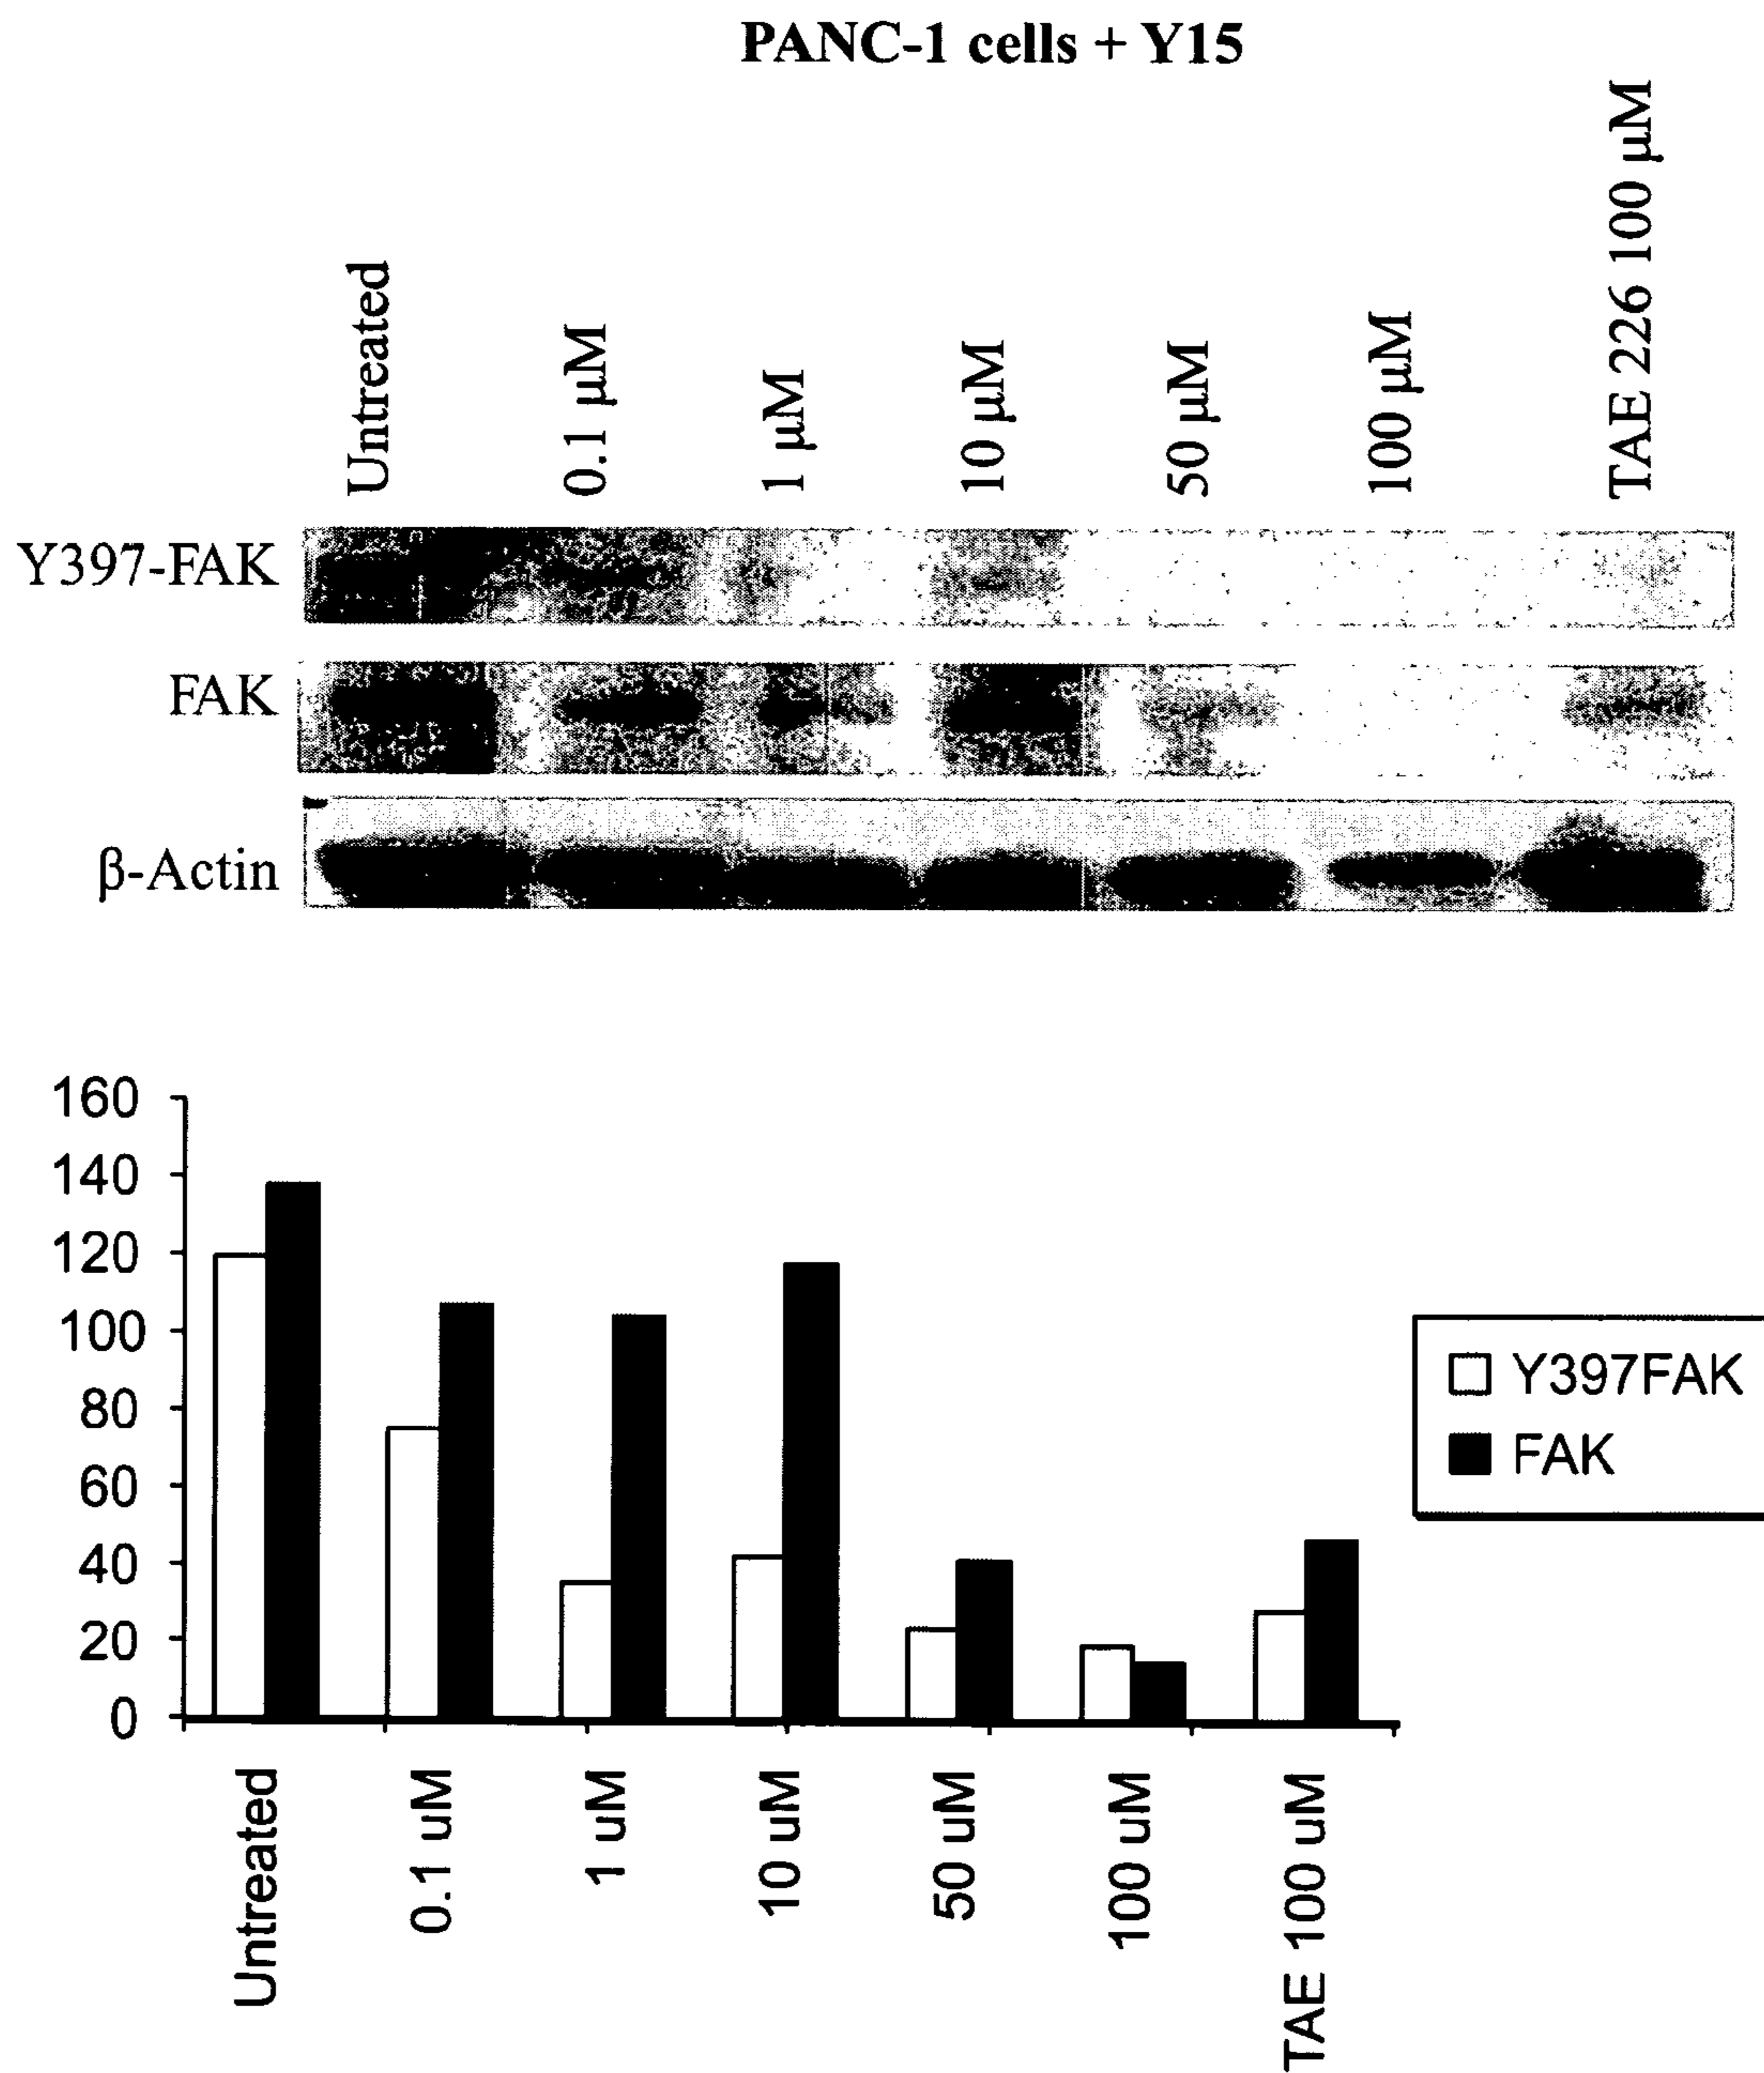 PANC-1 cells + Y15
Untreated
0.1 μM
1 μM
10 μM
50 μM
100 μM
TAE 226 100 μM
Y397-FAK
FAK
β-Actin
160
140
120
100
80
60
40
20
0
Y397FAK
FAK
Untreated
0.1 uM
1 uM
10 uM
50 uM
100 uM
TAE 100 uM